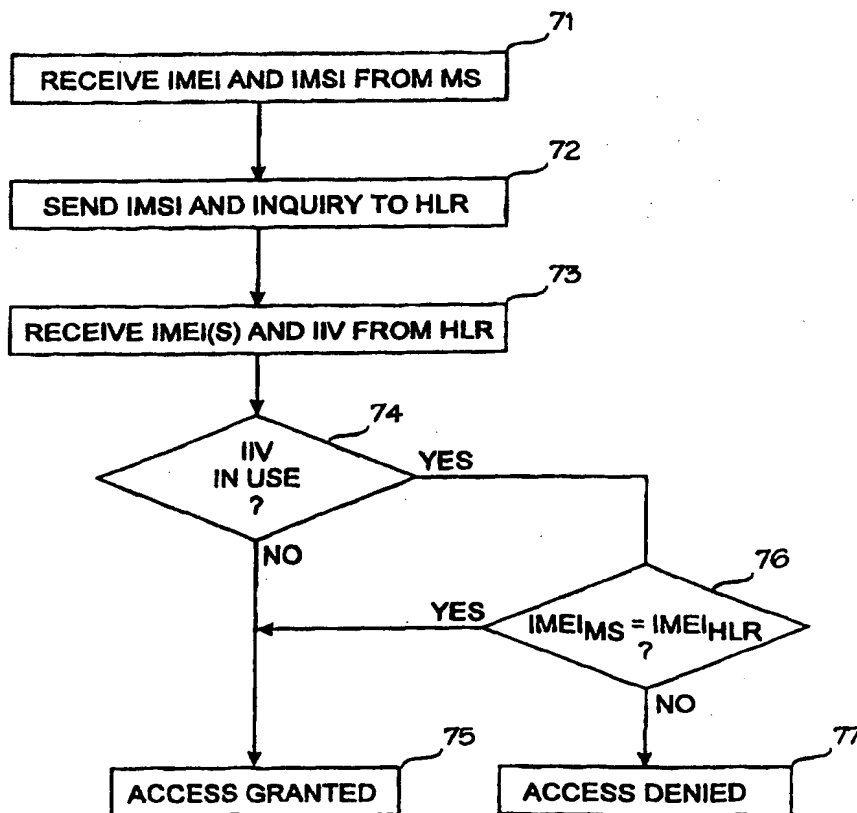 71
RECEIVE IMEI AND IMSI FROM MS
72
SEND IMSI AND INQUIRY TO HLR
73
RECEIVE IMEI(S) AND IIV FROM HLR
74
IIV
IN USE
?
YES
NO
76
YES
IMEIMS = IMEIHLR
?
NO
75
77
ACCESS GRANTED
ACCESS DENIED